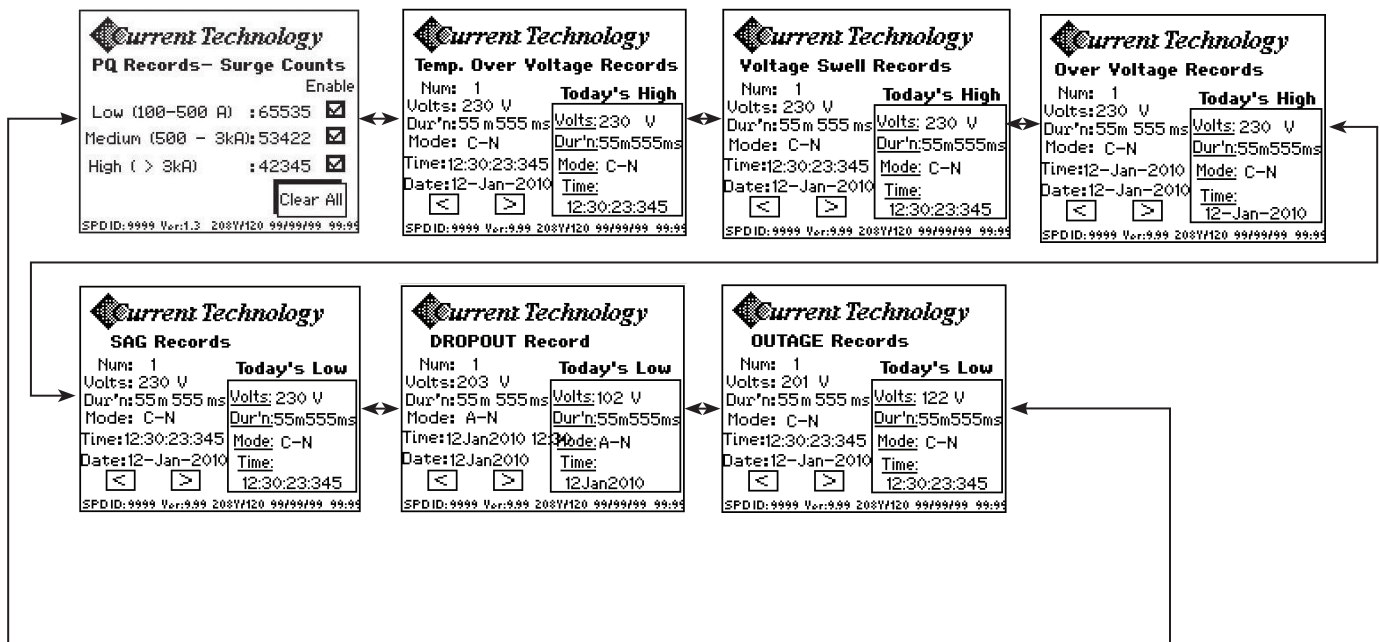 Current Technology
PQ Records– Surge Counts
Enable
Low (100–500 A) :65535
Medium (500 – 3kA):53422
High ( > 3kA) :42345
Clear All
SPDID:9999 Ver:1.3 208Y/120 99/99/99 99:99
Current Technology
Temp. Over Voltage Records
Num: 1
Today's High
Volts: 230 V
Volts: 230 V
Dur'n:55 m 555 ms
Dur'n:55m555ms
Mode: C–N
Mode: C–N
Time:12:30:23:345
Time:
Date:12–Jan–2010
12:30:23:345
< >
SPDID:9999 Ver:9.99 208Y/120 99/99/99 99:99
Current Technology
Voltage Swell Records
Num: 1
Today's High
Volts: 230 V
Volts: 230 V
Dur'n:55 m 555 ms
Dur'n:55m555ms
Mode: C–N
Mode: C–N
Time:12:30:23:345
Time:
Date:12–Jan–2010
12:30:23:345
< >
SPDID:9999 Ver:9.99 208Y/120 99/99/99 99:99
Current Technology
Over Voltage Records
Num: 1
Today's High
Volts: 230 V
Volts: 230 V
Dur'n:55m 555 ms
Dur'n:55m555ms
Mode: C–N
Mode: C–N
Time:12–Jan–2010
Time:
Date:12–Jan–2010
12–Jan–2010
< >
SPDID:9999 Ver:9.99 208Y/120 99/99/99 99:99
Current Technology
SAG Records
Num: 1
Today's Low
Volts: 230 V
Volts: 230 V
Dur'n:55 m 555 ms
Dur'n:55m555ms
Mode: C–N
Mode: C–N
Time:12:30:23:345
Time:
Date:12–Jan–2010
12:30:23:345
< >
SPDID:9999 Ver:9.99 208Y/120 99/99/99 99:99
Current Technology
DROPOUT Record
Num: 1
Today's Low
Volts:203 V
Volts:102 V
Dur'n:55m 555ms
Dur'n:55m555ms
Mode: A–N
Mode:A–N
Time:12Jan2010 12:30
Time:
Date:12Jan2010
12Jan2010
< >
SPDID:9999 Ver:9.99 208Y/120 99/99/99 99:99
Current Technology
OUTAGE Records
Num: 1
Today's Low
Volts: 201 V
Volts: 122 V
Dur'n:55m 555 ms
Dur'n:55m555ms
Mode: C–N
Mode: C–N
Time:12:30:23:345
Time:
Date:12–Jan–2010
12:30:23:345
< >
SPDID:9999 Ver:9.99 208Y/120 99/99/99 99:99